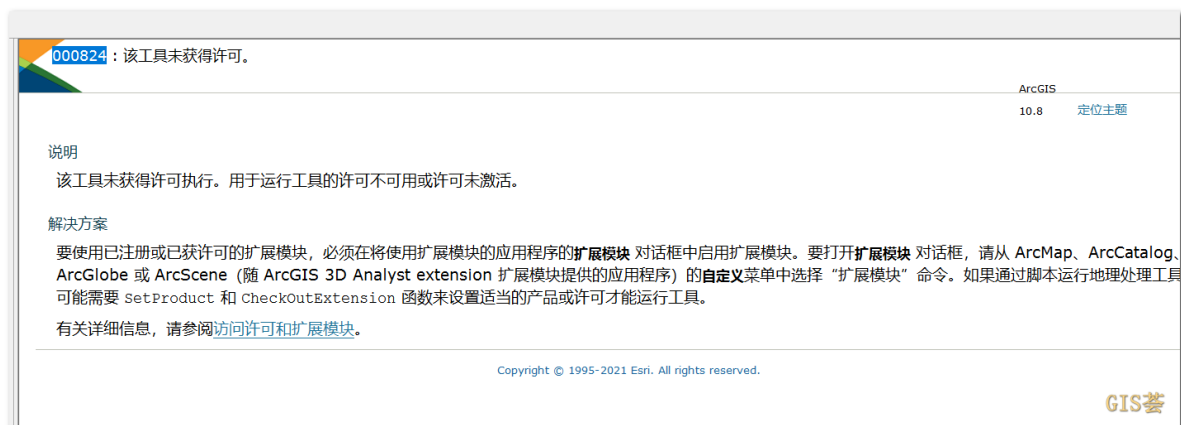 000824：该工具未获得许可。
ArcGIS
10.8 定位主题
说明
该工具未获得许可执行。用于运行工具的许可不可用或许可未激活。
解决方案
要使用已注册或已获许可的扩展模块，必须在将使用扩展模块的应用程序的扩展模块 对话框中启用扩展模块。要打开扩展模块 对话框，请从 ArcMap、ArcCatalog、
ArcGlobe 或 ArcScene（随 ArcGIS 3D Analyst extension 扩展模块提供的应用程序）的自定义菜单中选择“扩展模块”命令。如果通过脚本运行地理处理工具
可能需要 SetProduct 和 CheckOutExtension 函数来设置适当的产品或许可才能运行工具。
有关详细信息，请参阅访问许可和扩展模块。
Copyright © 1995-2021 Esri. All rights reserved.
GIS荟